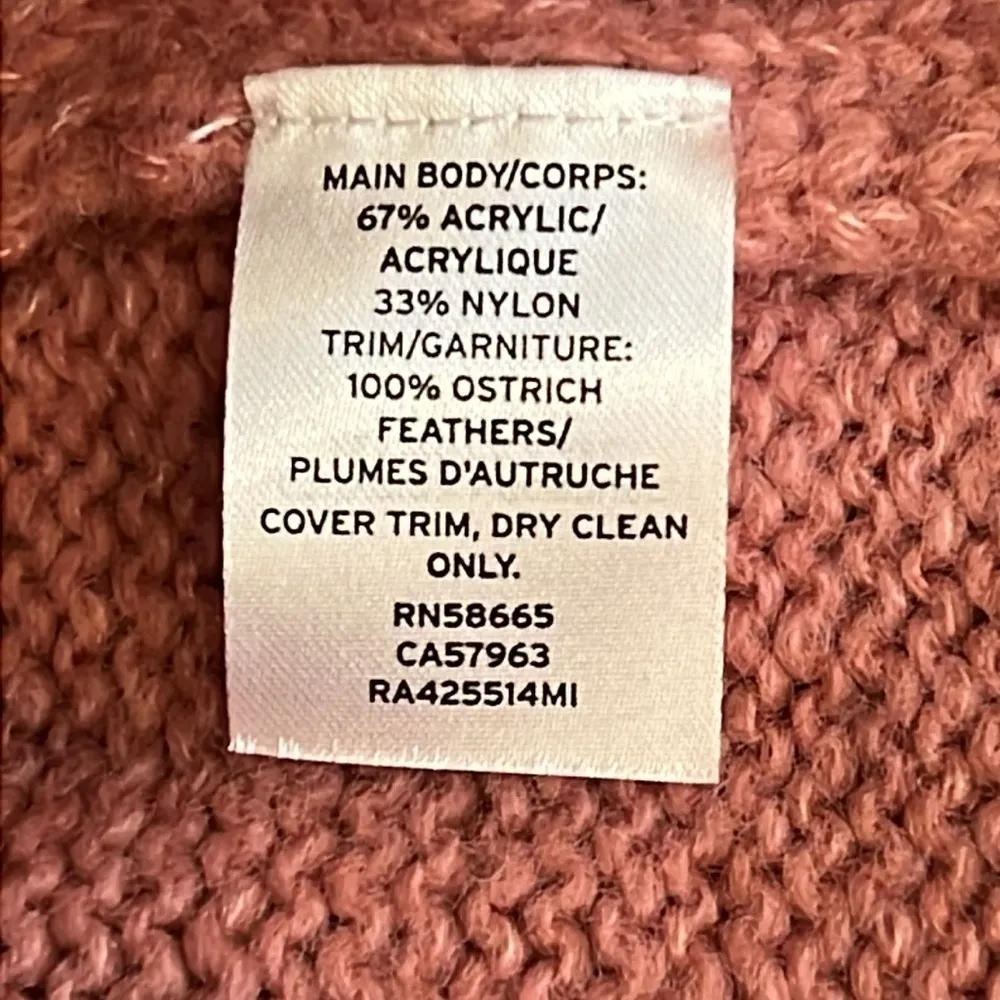 MAIN BODY/CORPS:
67% ACRYLIC/
ACRYLIQUE
33% NYLON
TRIM/GARNITURE:
100% OSTRICH
FEATHERS/
PLUMES D'AUTRUCHE
COVER TRIM, DRY CLEAN
ONLY.
RN58665
CA57963
RA425514MI